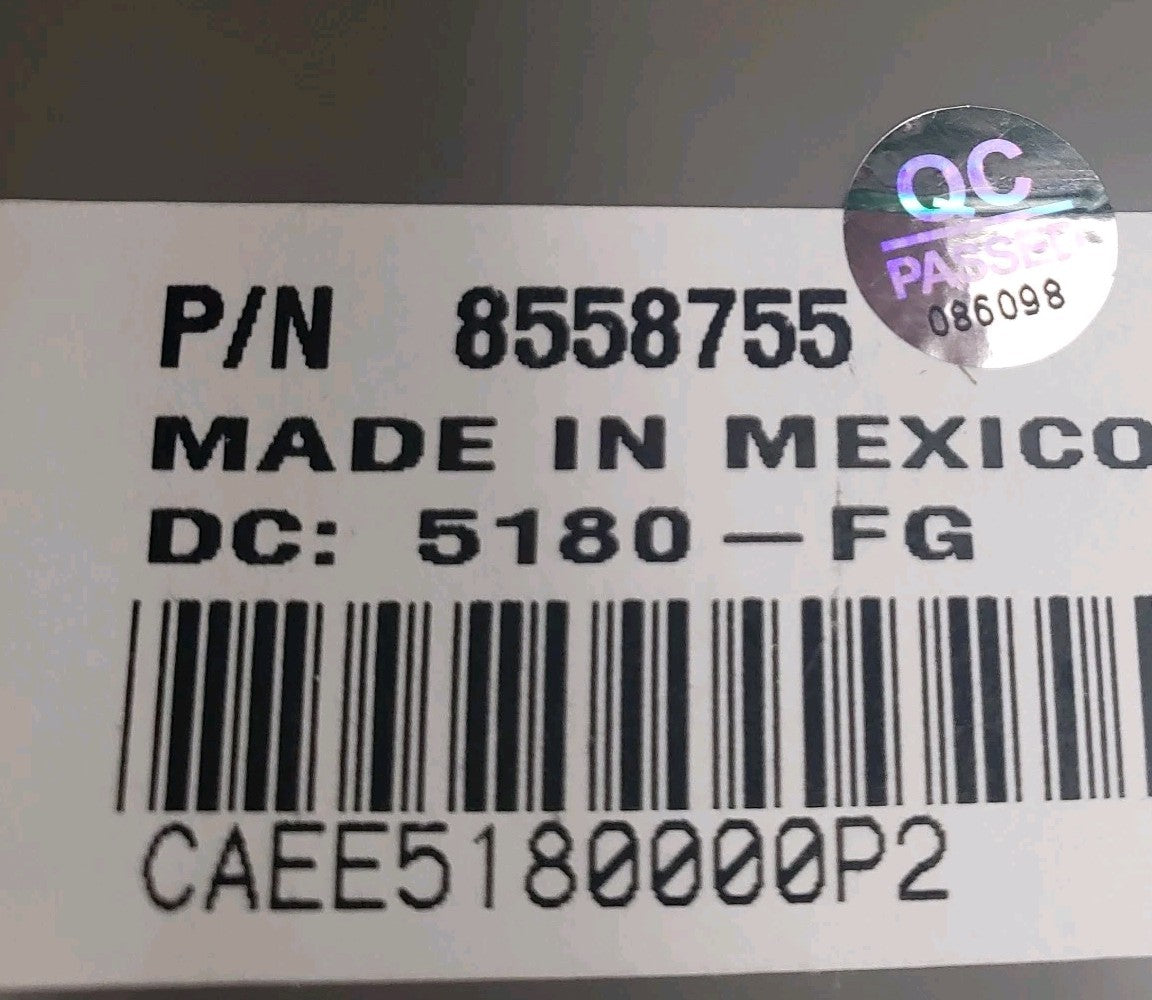 QC
PASSED
086098
P/N 8558755
MADE IN MEXICO
DC: 5180-FG
CAEE5180000P2